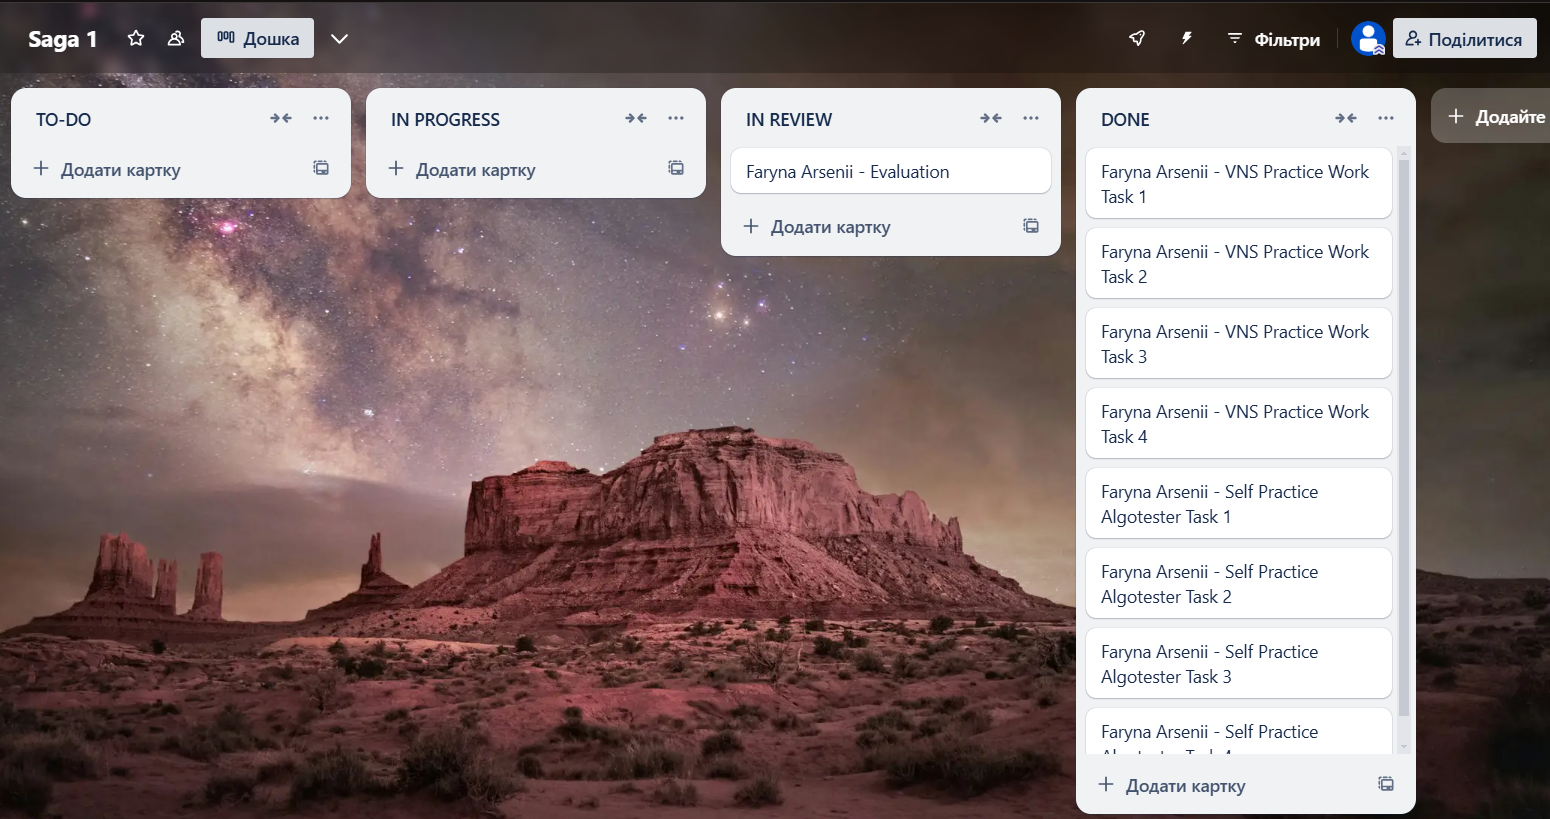 Saga 1
Дошка
Фільтри
Поділитися
TO-DO
Додати картку
IN PROGRESS
Додати картку
IN REVIEW
Faryna Arsenii - Evaluation
Додати картку
DONE
Faryna Arsenii - VNS Practice Work
Task 1
Faryna Arsenii - VNS Practice Work
Task 2
Faryna Arsenii - VNS Practice Work
Task 3
Faryna Arsenii - VNS Practice Work
Task 4
Faryna Arsenii - Self Practice
Algotester Task 1
Faryna Arsenii - Self Practice
Algotester Task 2
Faryna Arsenii - Self Practice
Algotester Task 3
Faryna Arsenii - Self Practice
Algotester Task 4
Додати картку
Додайте